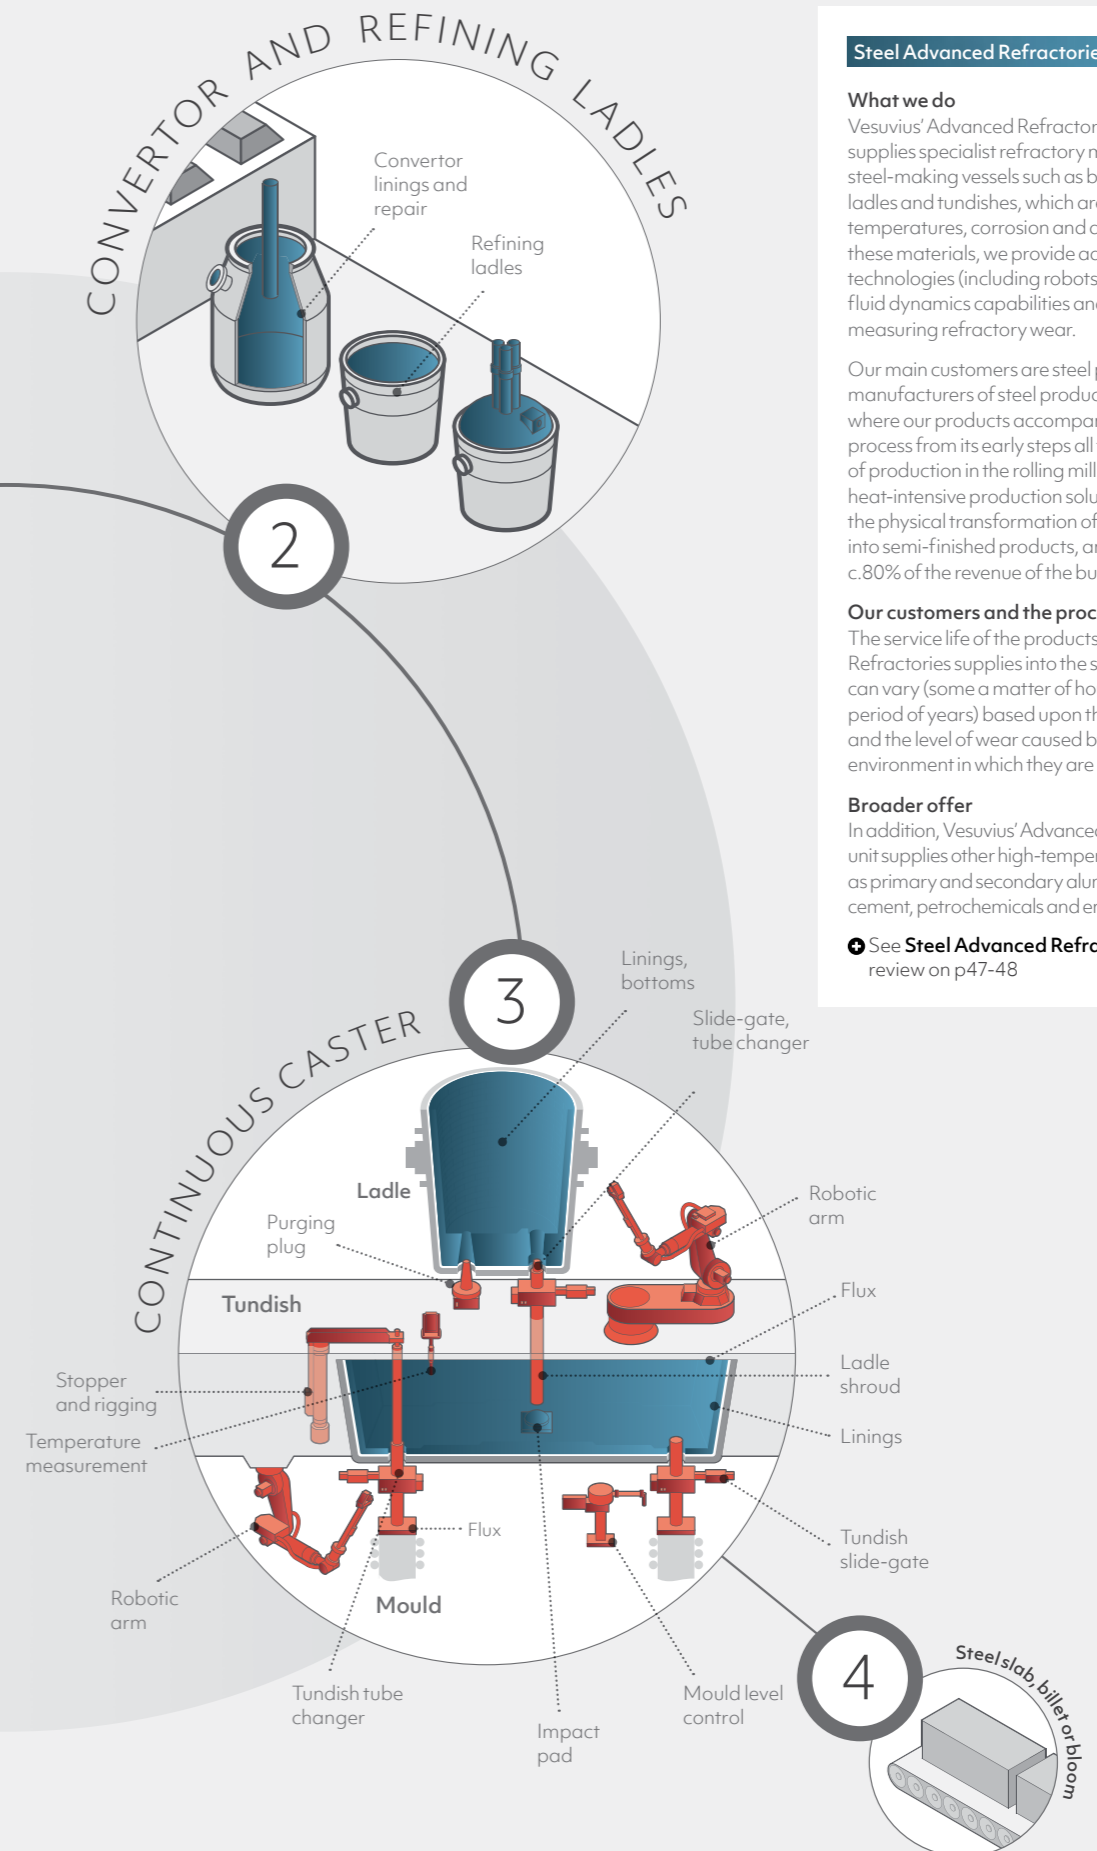 CONVERTOR AND REFINING LADLES
Convertor
linings and
repair
Refining
ladles
2
Steel Advanced Refractorie
What we do
Vesuvius' Advanced Refractor
supplies specialist refractory m
steel-making vessels such as b
ladles and tundishes, which are
temperatures, corrosion and a
these materials, we provide ad
technologies (including robots
fluid dynamics capabilities and
measuring refractory wear.
Our main customers are steel p
manufacturers of steel produc
where our products accompan
process from its early steps all
of production in the rolling mill
heat-intensive production solu
the physical transformation of
into semi-finished products, an
c.80% of the revenue of the bu
Our customers and the proc
The service life of the products
Refractories supplies into the s
can vary (some a matter of ho
period of years) based upon th
and the level of wear caused b
environment in which they are
Broader offer
In addition, Vesuvius' Advanced
unit supplies other high-temper
as primary and secondary alum
cement, petrochemicals and en
See Steel Advanced Refra
review on p47-48
3
CONTINUOUS CASTER
Linings,
bottoms
Slide-gate,
tube changer
Ladle
Purging
plug
Robotic
arm
Tundish
Flux
Ladle
shroud
Stopper
and rigging
Linings
Temperature
measurement
Flux
Tundish
slide-gate
Robotic
arm
Mould
Tundish tube
changer
Impact
pad
Mould level
control
4
Steel slab, billet or bloom